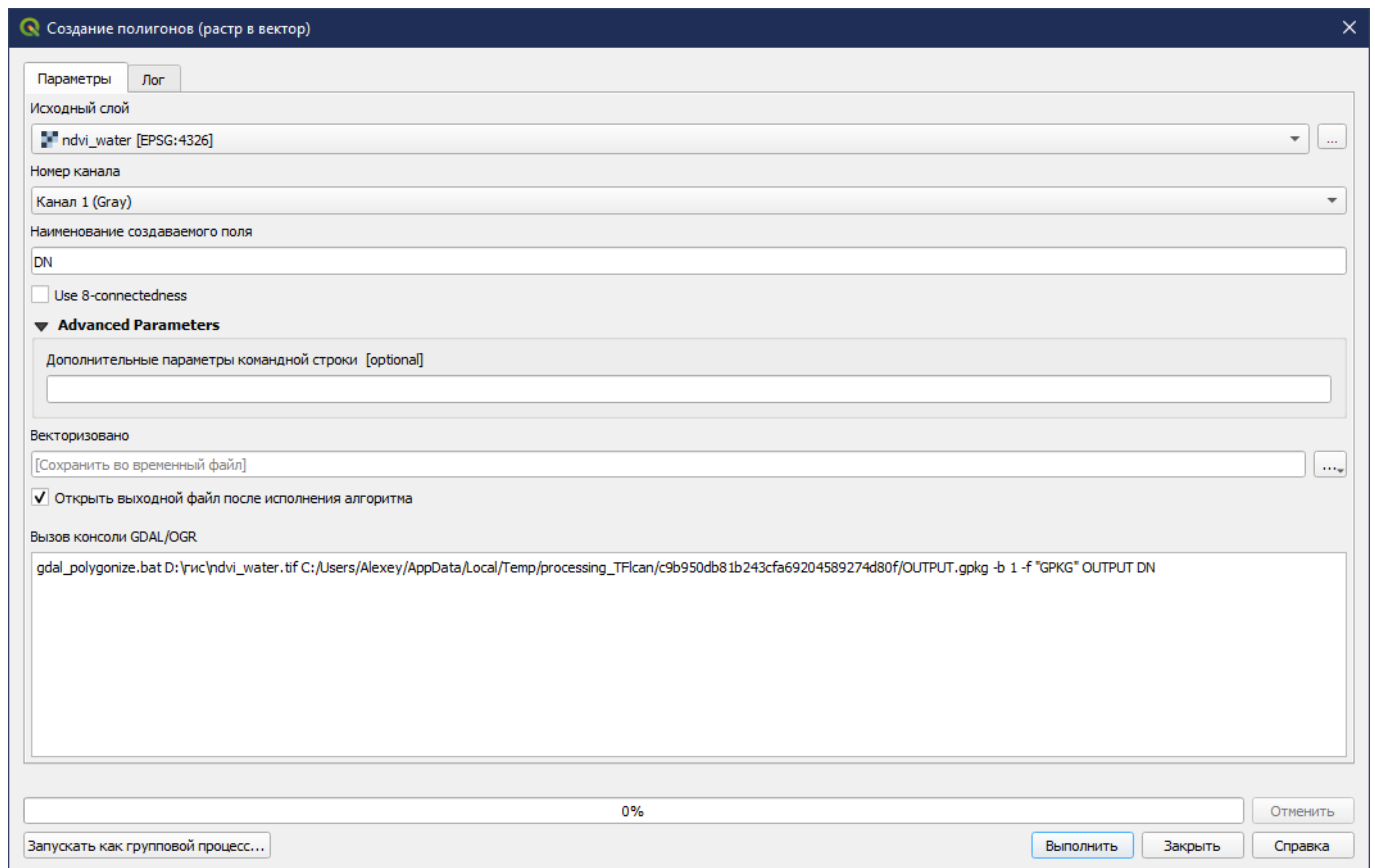 Создание полигонов (растр в вектор)
Параметры Лог
Исходный слой
ndvi_water [EPSG:4326]
...
Номер канала
Канал 1 (Gray)
Наименование создаваемого поля
DN
Use 8-connectedness
Advanced Parameters
Дополнительные параметры командной строки [optional]
Векторизовано
[Сохранить во временный файл]
...
Открыть выходной файл после исполнения алгоритма
Вызов консоли GDAL/OGR
gdal_polygonize.bat D:\гис\ndvi_water.tif C:/Users/Alexey/AppData/Local/Temp/processing_TFlcan/c9b950db81b243cfa69204589274d80f/OUTPUT.gpkg -b 1 -f "GPKG" OUTPUT DN
0%
Отменить
Запускать как групповой процесс...
Выполнить Закрыть Справка